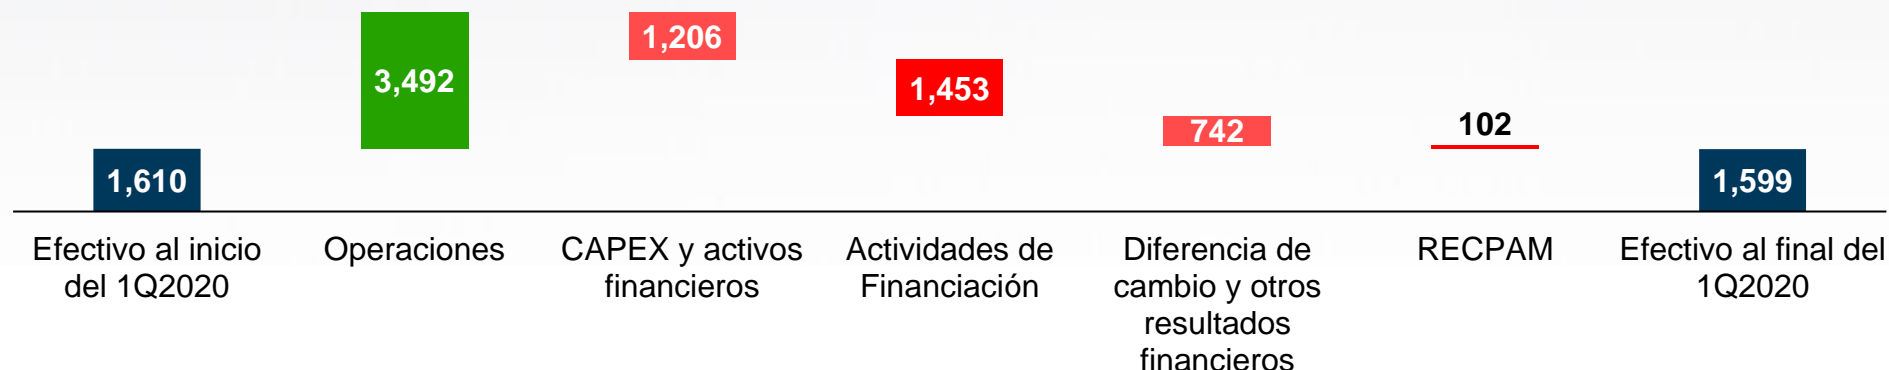 1,610
3,492
1,206
1,453
742
102
1,599
Efectivo al inicio
del 1Q2020
Operaciones
CAPEX y activos
financieros
Actividades de
Financiación
Diferencia de
cambio y otros
resultados
financieros
RECPAM
Efectivo al final del
1Q2020